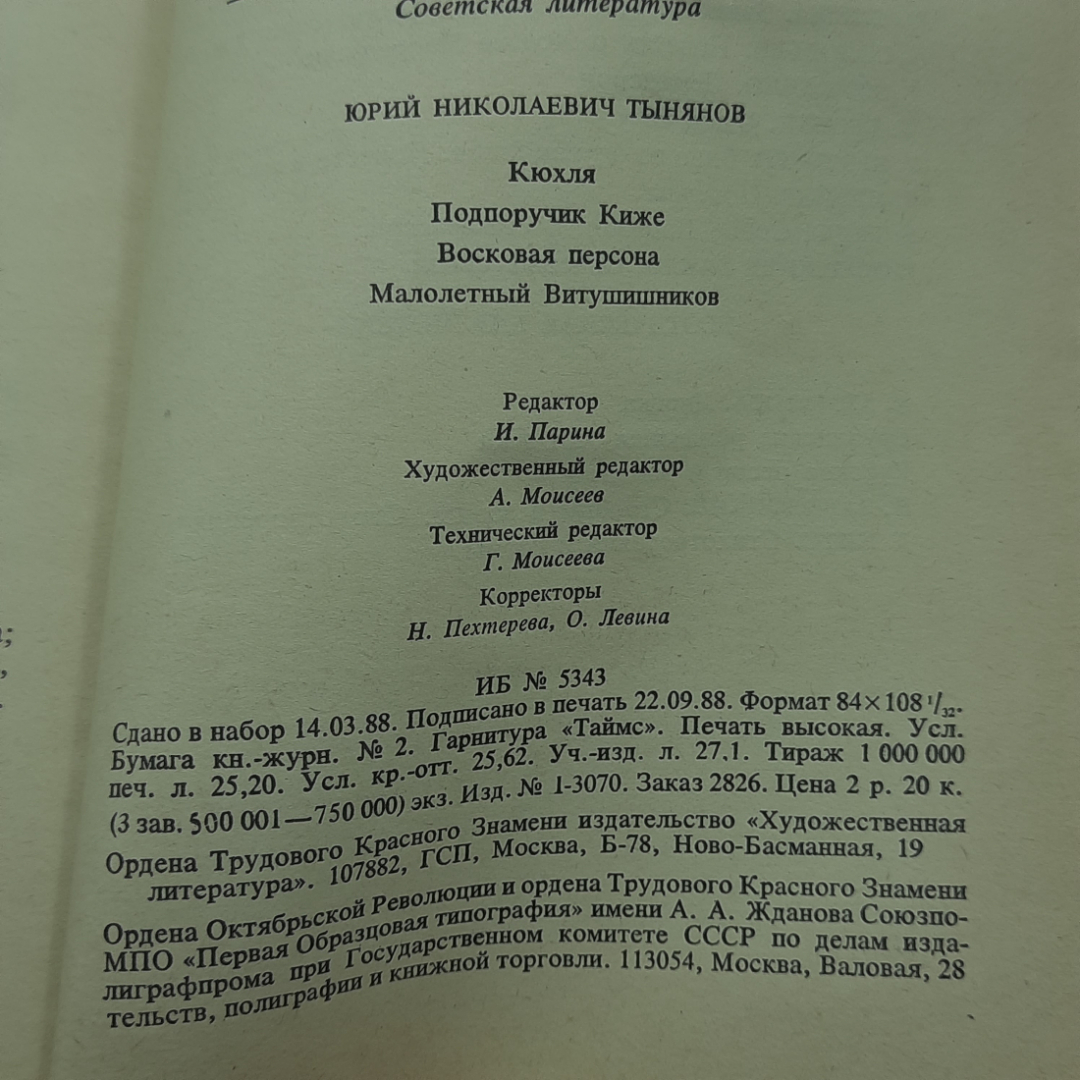 Советская литература
ЮРИЙ НИКОЛАЕВИЧ ТЫНЯНОВ
Кюхля
Подпоручик Киже
Восковая персона
Малолетный Витушишников
Редактор
И. Парина
Художественный редактор
А. Моисеев
Технический редактор
Г. Моисеева
Корректоры
Н. Пехтерева, О. Левина
ИБ № 5343
Сдано в набор 14.03.88. Подписано в печать 22.09.88. Формат 84×108 1/32.
Бумага кн.-журн. № 2. Гарнитура «Таймс». Печать высокая. Усл.
печ. л. 25,20. Усл. кр.-отт. 25,62. Уч.-изд. л. 27,1. Тираж 1 000 000
(3 зав. 500 001—750 000) экз. Изд. № 1-3070. Заказ 2826. Цена 2 р. 20 к.
Ордена Трудового Красного Знамени издательство «Художественная
литература». 107882, ГСП, Москва, Б-78, Ново-Басманная, 19
Ордена Октябрьской Революции и ордена Трудового Красного Знамени
МПО «Первая Образцовая типография» имени А. А. Жданова Союзпо-
лиграфпрома при Государственном комитете СССР по делам изда-
тельств, полиграфии и книжной торговли. 113054, Москва, Валовая, 28